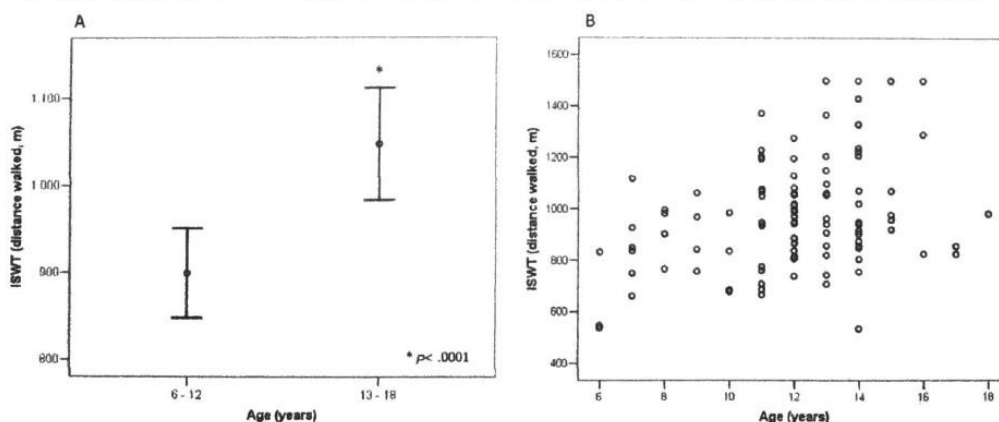 A
ISWT (distance walked, m)
1.100
1.000
900
800
*
* p< .0001
6 - 12
13 - 18
Age (years)
B
ISWT (distance walked, m)
1600
1400
1200
1000
800
600
400
6
8
10
12
14
16
18
Age (years)